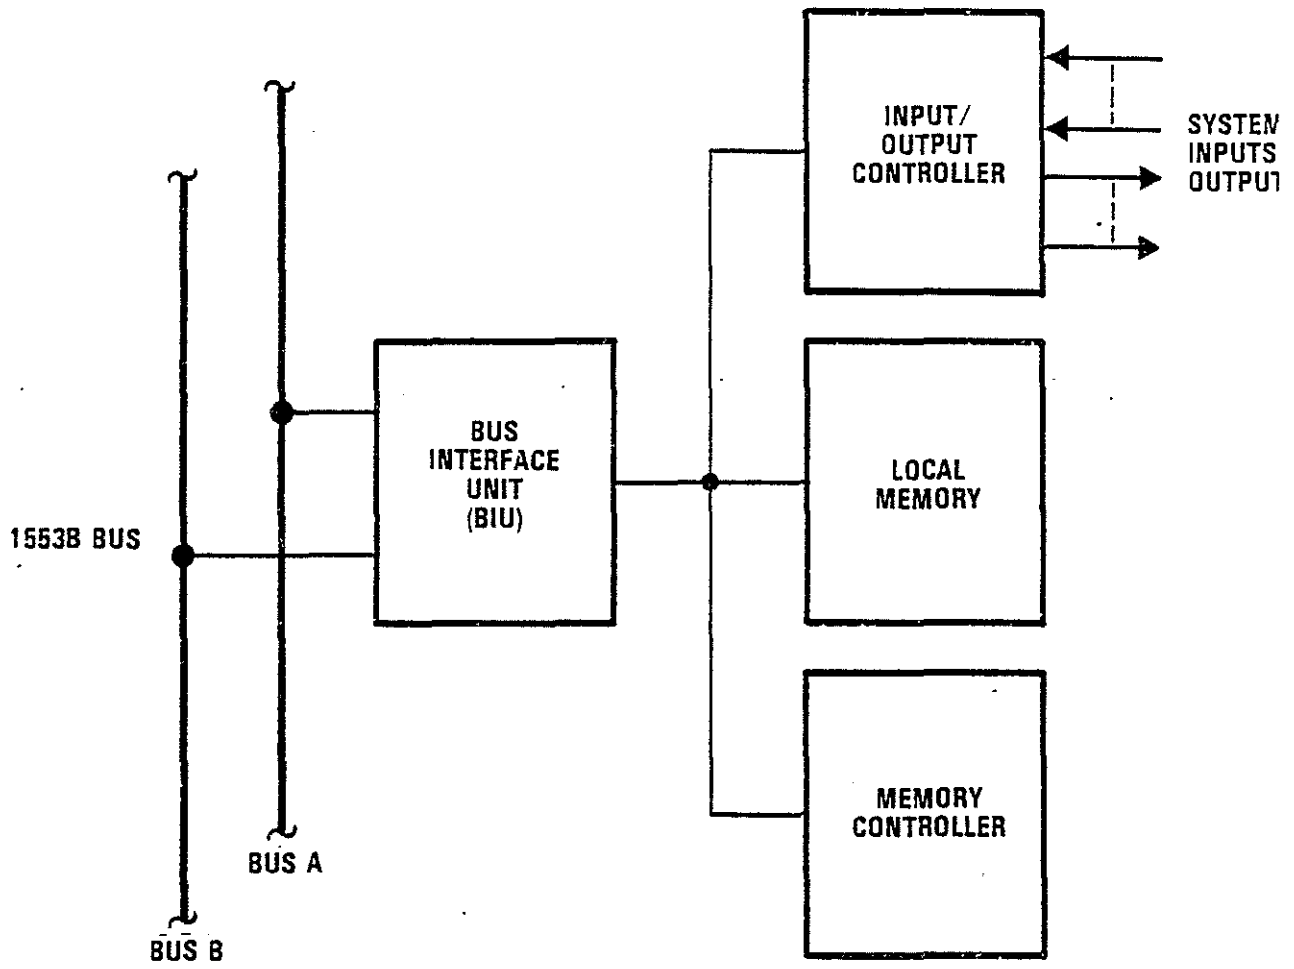 INPUT/
OUTPUT
CONTROLLER
SYSTEM
INPUTS
OUTPUT
BUS
INTERFACE
UNIT
(BIU)
LOCAL
MEMORY
1553B BUS
MEMORY
CONTROLLER
BUS A
BUS B